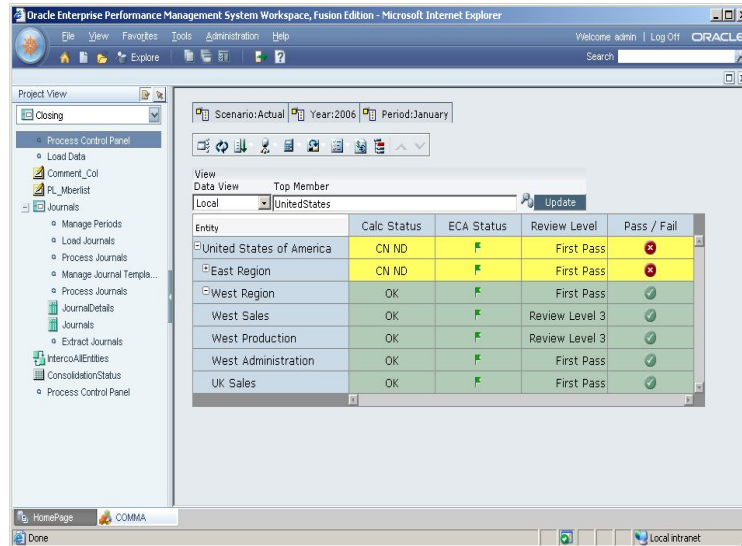 Oracle Enterprise Performance Management System Workspace, Fusion Edition - Microsoft Internet Explorer
File View Favorites Tools Administration Help
Welcome admin | Log Off ORACLE
Explore
Search
Project View
Closing
Process Control Panel
Load Data
Comment_Col
PL_Mberlist
Journals
Manage Periods
Load Journals
Process Journals
Manage Journal Templa...
Process Journals
JournalDetails
Journals
Extract Journals
IntercoAllEntities
ConsolidationStatus
Process Control Panel
Scenario:Actual Year:2006 Period:January
View
Data View Top Member
Local UnitedStates Update
Entity Calc Status ECA Status Review Level Pass / Fail
United States of America CN ND First Pass
East Region CN ND First Pass
West Region OK First Pass
West Sales OK Review Level 3
West Production OK Review Level 3
West Administration OK First Pass
UK Sales OK First Pass
HomePage COMMA
Done Local intranet